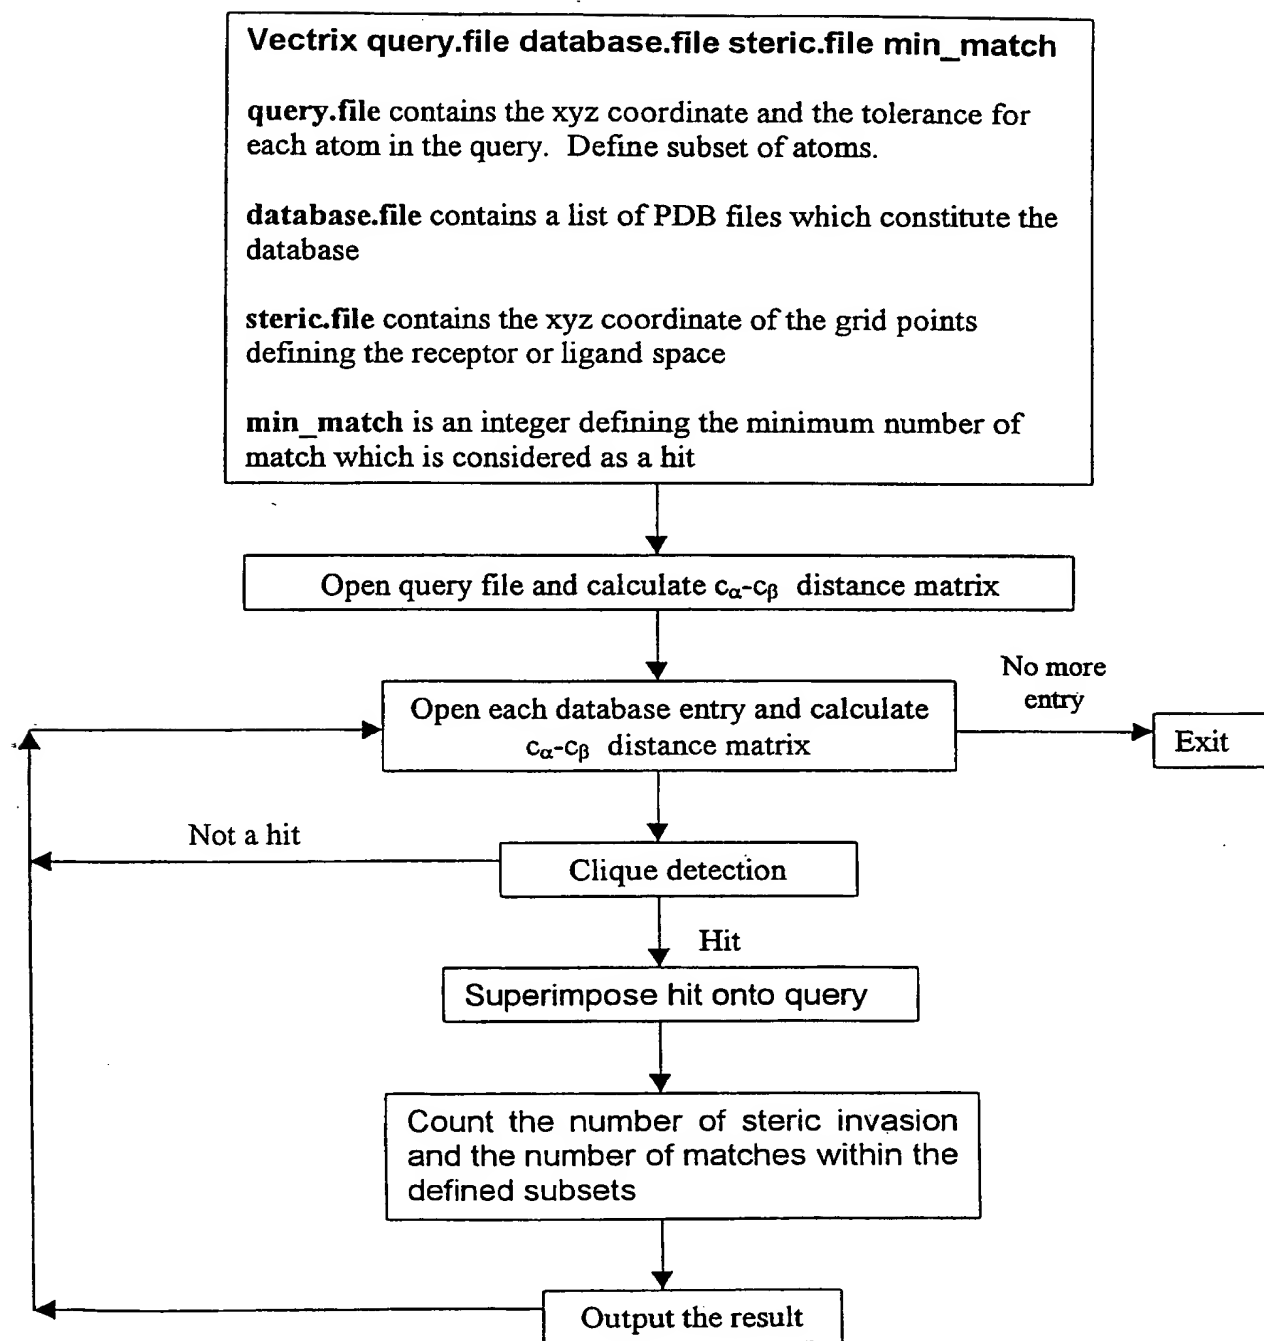 Vectrix query.file database.file steric.file min_match
query.file contains the xyz coordinate and the tolerance for
each atom in the query. Define subset of atoms.
database.file contains a list of PDB files which constitute the
database
steric.file contains the xyz coordinate of the grid points
defining the receptor or ligand space
min_match is an integer defining the minimum number of
match which is considered as a hit
Open query file and calculate cα-cβ distance matrix
No more
entry
Open each database entry and calculate
cα-cβ distance matrix
Exit
Not a hit
Clique detection
Hit
Superimpose hit onto query
Count the number of steric invasion
and the number of matches within the
defined subsets
Output the result